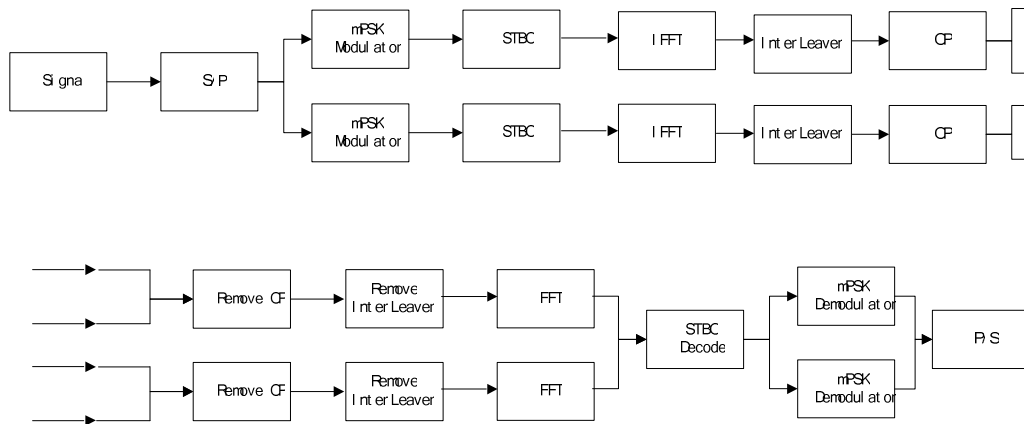 mPSK
Modulator
STBC
IFFT
Inter Leaver
CP
Signa
S/P
mPSK
Modulator
STBC
IFFT
Inter Leaver
CP
Remove CP
Remove
Inter Leaver
FFT
mPSK
Demodulator
STBC
Decode
P/S
Remove CP
Remove
Inter Leaver
FFT
mPSK
Demodulator